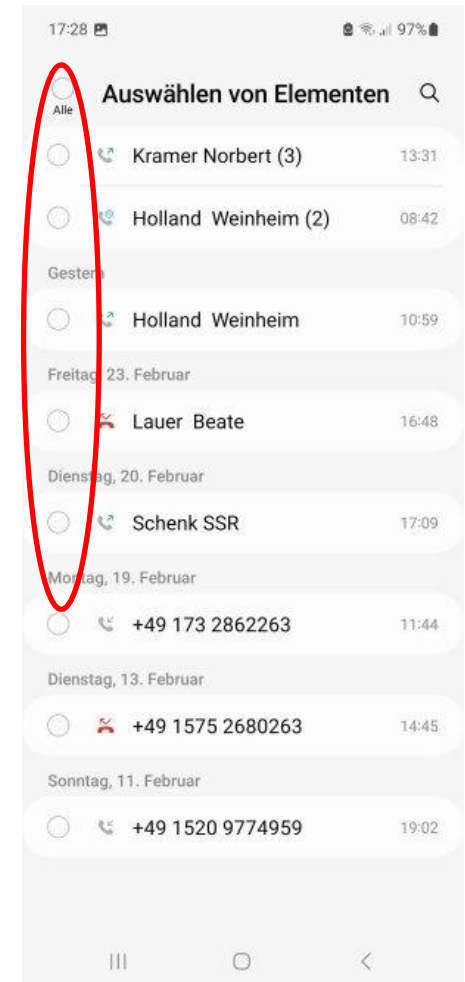 17:28 97%
Alle Auswählen von Elementen
Kramer Norbert (3) 13:31
Holland Weinheim (2) 08:42
Gestern
Holland Weinheim 10:59
Freitag, 23. Februar
Lauer Beate 16:48
Dienstag, 20. Februar
Schenk SSR 17:09
Montag, 19. Februar
+49 173 2862263 11:44
Dienstag, 13. Februar
+49 1575 2680263 14:45
Sonntag, 11. Februar
+49 1520 9774959 19:02